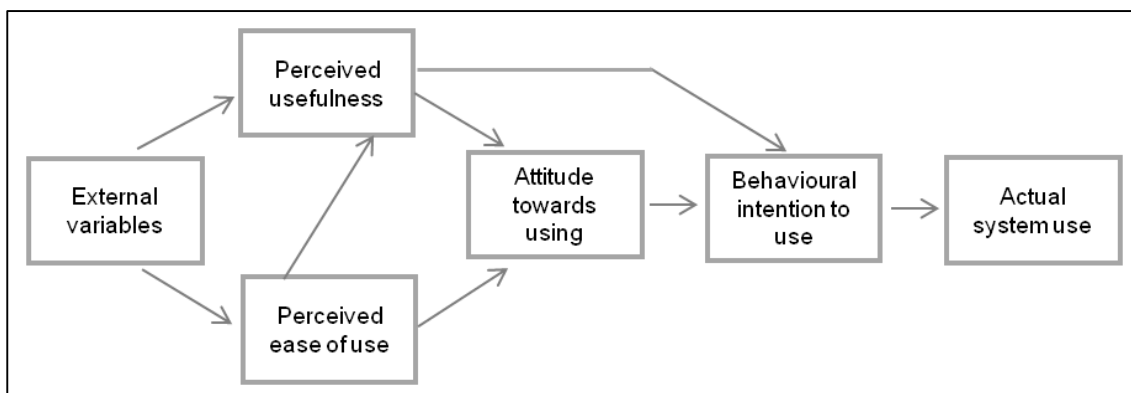 Perceived
usefulness
External
variables
Perceived
ease of use
Attitude
towards
using
Behavioural
intention to
use
Actual
system use